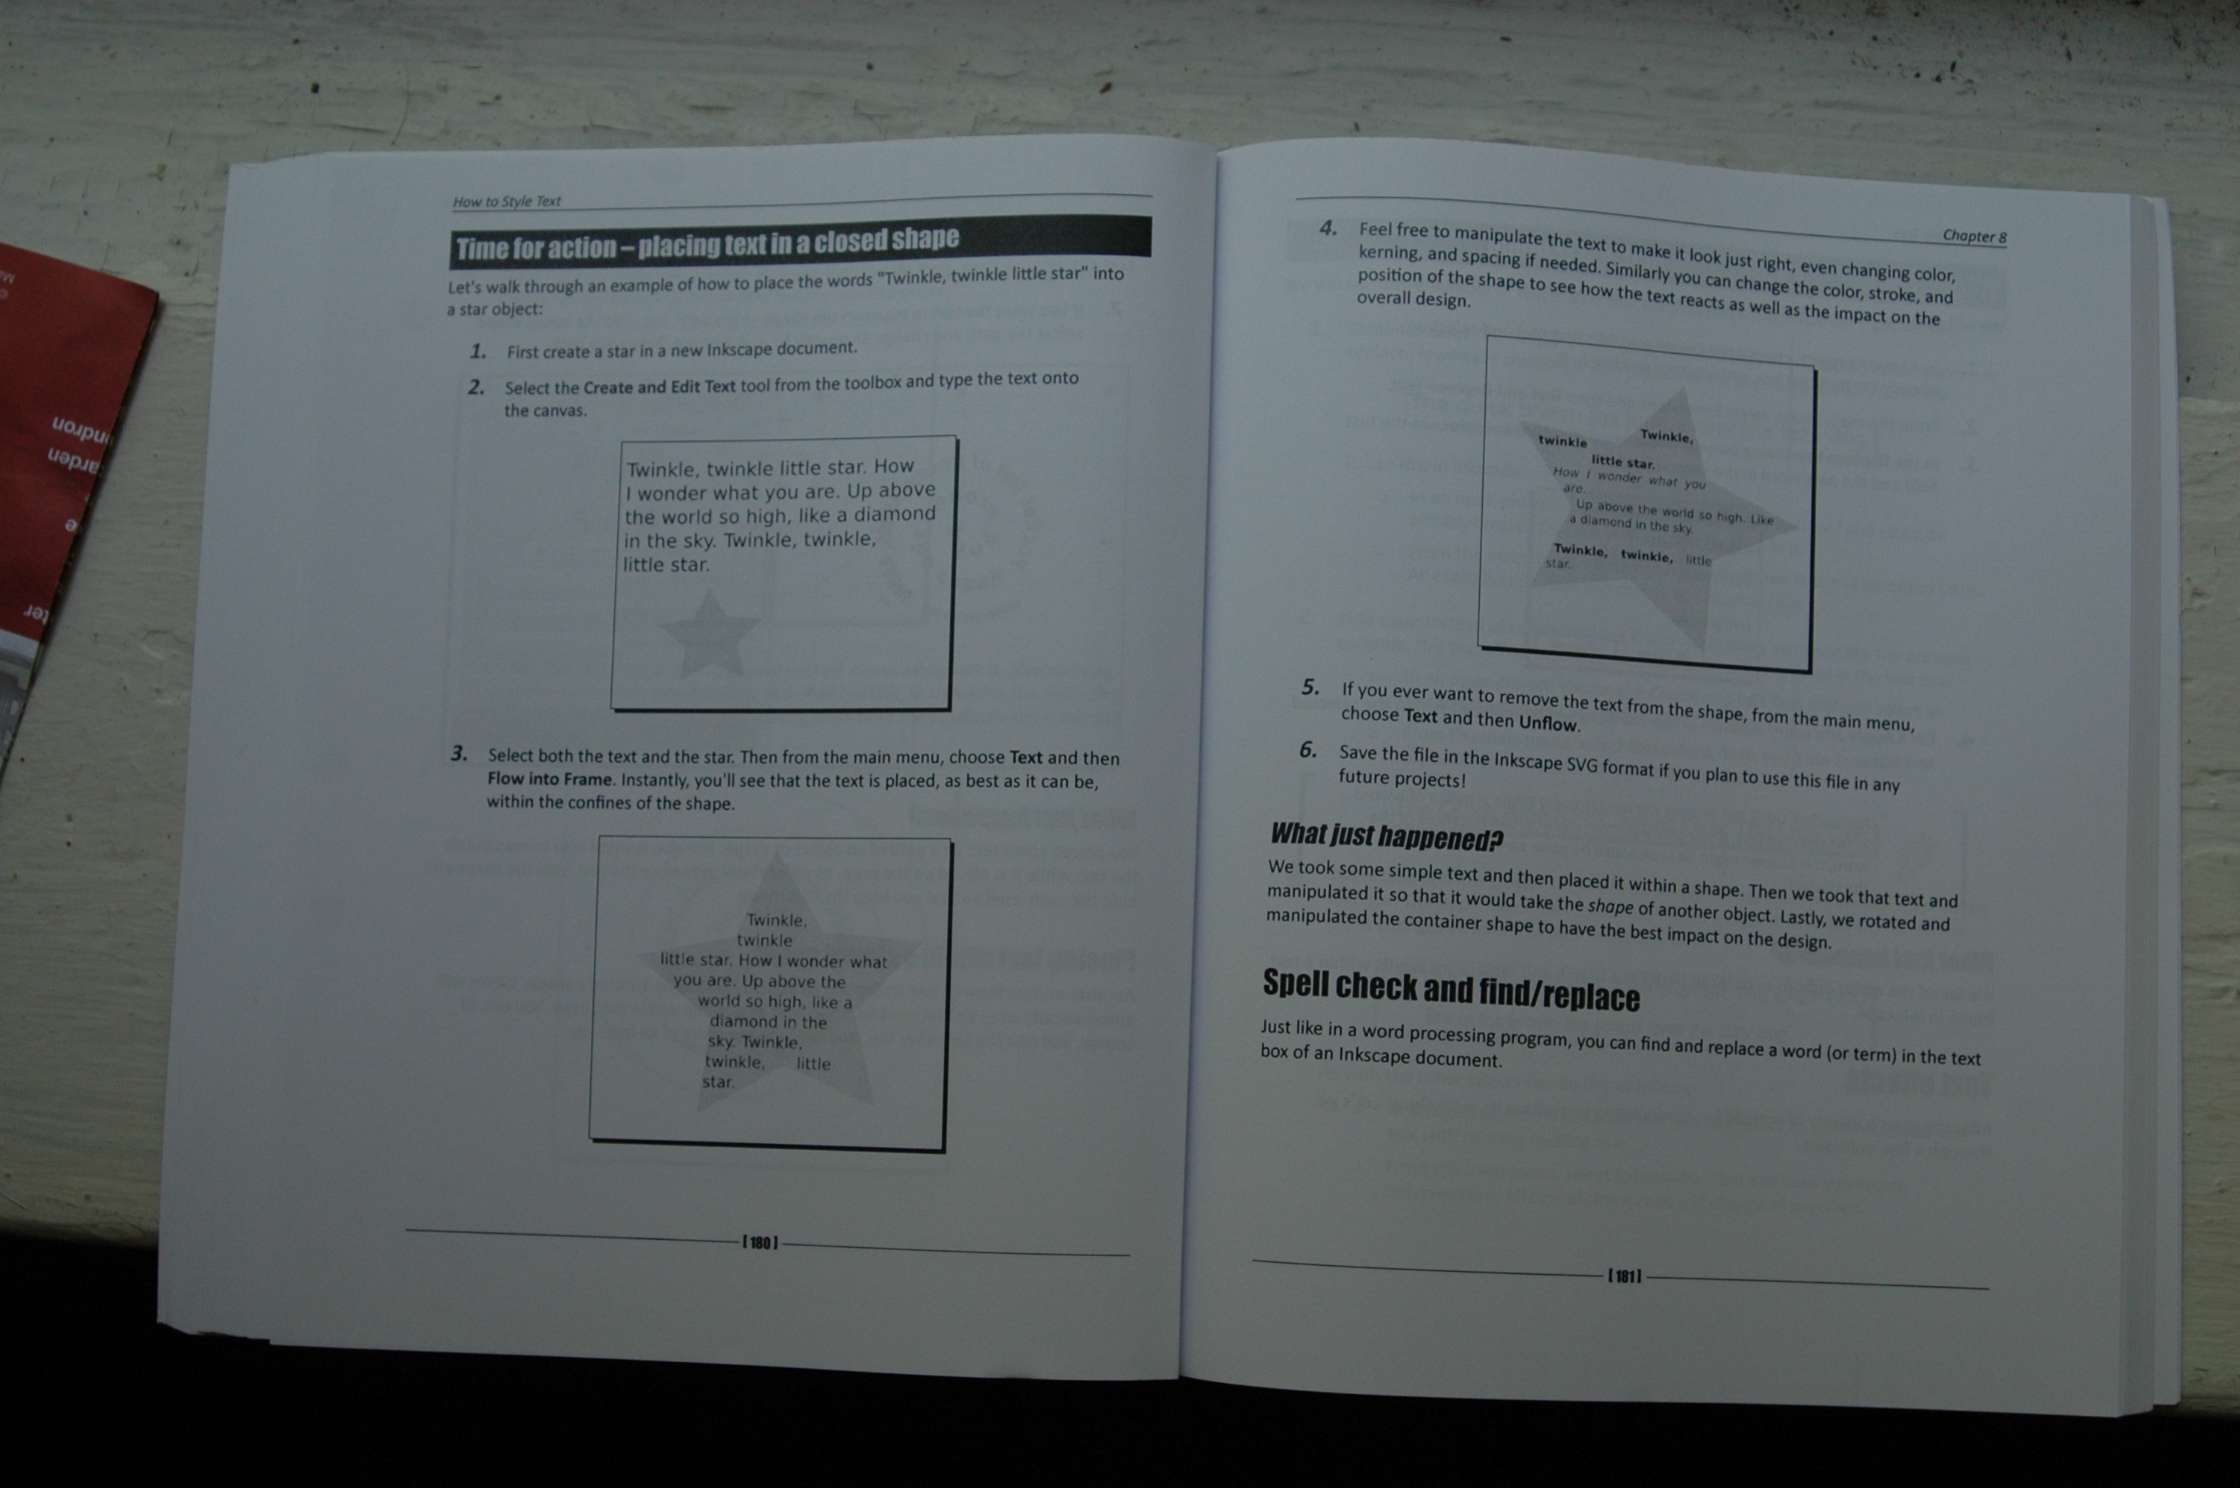 How to Style Text
Time for action – placing text in a closed shape
Let's walk through an example of how to place the words "Twinkle, twinkle little star" into
a star object:
1. First create a star in a new Inkscape document.
2. Select the Create and Edit Text tool from the toolbox and type the text onto
the canvas.
Twinkle, twinkle little star. How
I wonder what you are. Up above
the world so high, like a diamond
in the sky. Twinkle, twinkle,
little star.
3. Select both the text and the star. Then from the main menu, choose Text and then
Flow into Frame. Instantly, you'll see that the text is placed, as best as it can be,
within the confines of the shape.
Twinkle,
twinkle
little star. How I wonder what
you are. Up above the
world so high, like a
diamond in the
sky. Twinkle,
twinkle, little
star.
[ 180 ]
Chapter 8
4. Feel free to manipulate the text to make it look just right, even changing color,
kerning, and spacing if needed. Similarly you can change the color, stroke, and
position of the shape to see how the text reacts as well as the impact on the
overall design.
Twinkle,
twinkle
little star.
How I wonder what you
are.
Up above the world so high. Like
a diamond in the sky.
Twinkle, twinkle, little
star.
5. If you ever want to remove the text from the shape, from the main menu,
choose Text and then Unflow.
6. Save the file in the Inkscape SVG format if you plan to use this file in any
future projects!
What just happened?
We took some simple text and then placed it within a shape. Then we took that text and
manipulated it so that it would take the shape of another object. Lastly, we rotated and
manipulated the container shape to have the best impact on the design.
Spell check and find/replace
Just like in a word processing program, you can find and replace a word (or term) in the text
box of an Inkscape document.
[ 181 ]
ndron
arden
e
ter